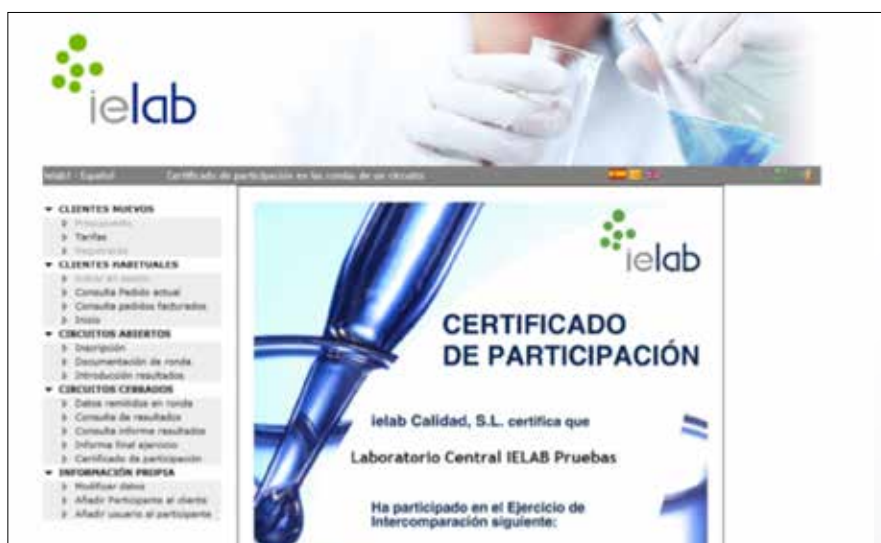 ielab
ielab1 - Español Certificado de participación en las rondas de un circuito
CLIENTES NUEVOS
Presupuesto
Tarifas
Registrarse
CLIENTES HABITUALES
Consulta Pedido actual
Consulta pedidos facturados
Inicio
CIRCUITOS ABIERTOS
Inscripción
Documentación de ronda
Introducción resultados
CIRCUITOS CERRADOS
Datos remitidos en ronda
Consulta de resultados
Consulta informe resultados
Informe final ejercicio
Certificado de participación
INFORMACIÓN PROPIA
Modificar datos
Añadir Participante al cliente
Añadir usuario al participante
ielab
CERTIFICADO
DE PARTICIPACIÓN
ielab Calidad, S.L. certifica que
Laboratorio Central IELAB Pruebas
Ha participado en el Ejercicio de
Intercomparación siguiente: